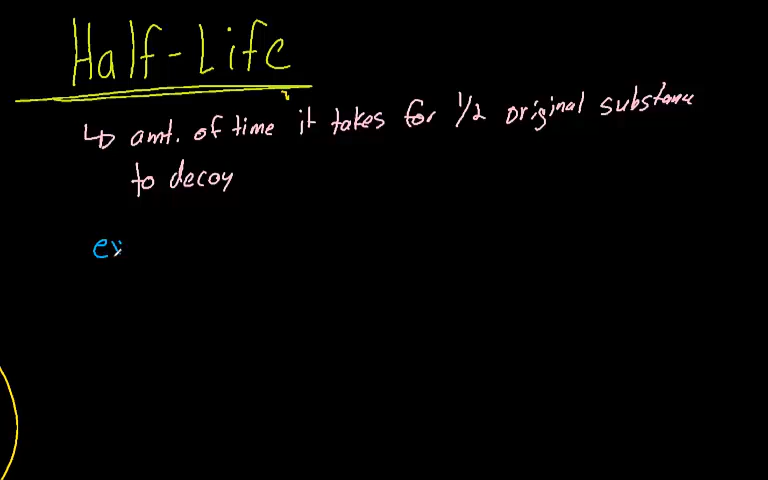 Half-Life
↳ amt. of time it takes for 1/2 original substance
to decay
ex